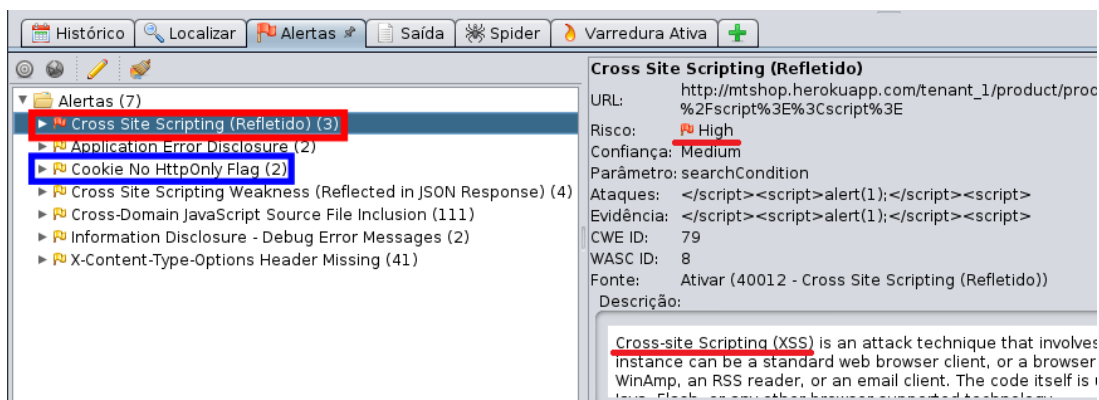 Histórico Localizar Alertas Saída Spider Varredura Ativa
Alertas (7)
Cross Site Scripting (Refletido) (3)
Application Error Disclosure (2)
Cookie No HttpOnly Flag (2)
Cross Site Scripting Weakness (Reflected in JSON Response) (4)
Cross-Domain JavaScript Source File Inclusion (111)
Information Disclosure - Debug Error Messages (2)
X-Content-Type-Options Header Missing (41)
Cross Site Scripting (Refletido)
URL: http://mtshop.herokuapp.com/tenant_1/product/prod
%2Fscript%3E%3Cscript%3E
Risco: High
Confiança: Medium
Parâmetro: searchCondition
Ataques: </script><script>alert(1);</script><script>
Evidência: </script><script>alert(1);</script><script>
CWE ID: 79
WASC ID: 8
Fonte: Ativar (40012 - Cross Site Scripting (Refletido))
Descrição:
Cross-site Scripting (XSS) is an attack technique that involves
instance can be a standard web browser client, or a browser
WinAmp, an RSS reader, or an email client. The code itself is